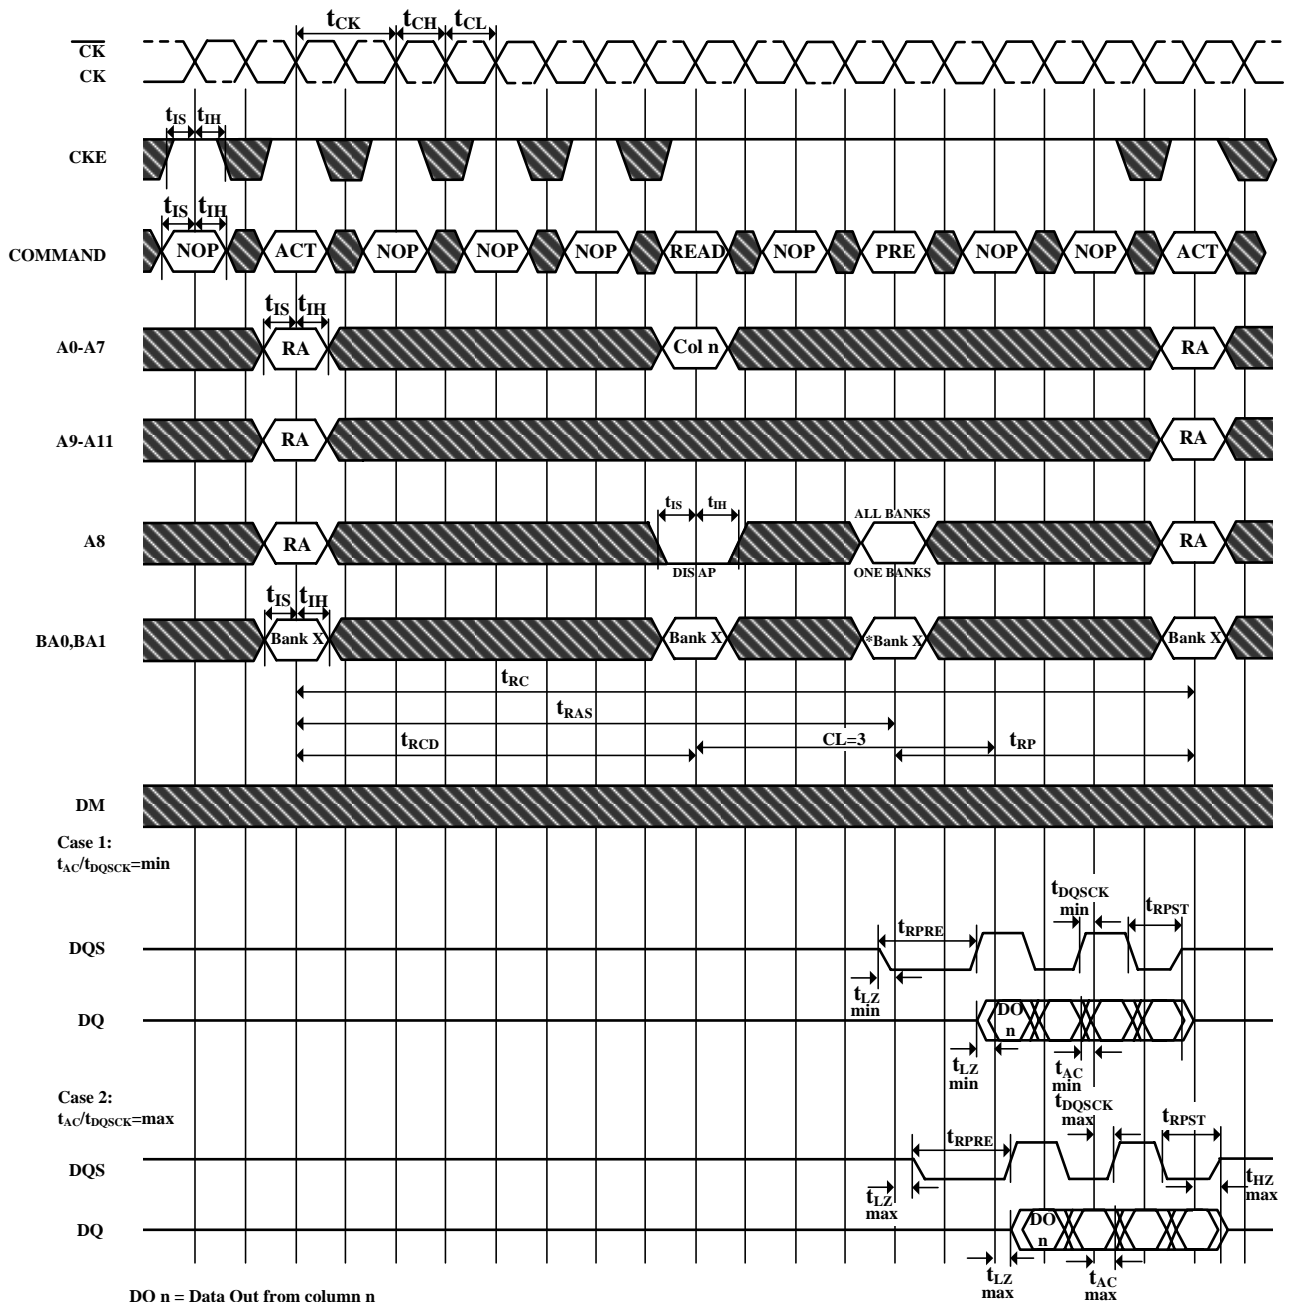 tCK tCH tCL
CK
CK
tIS tIH
CKE
tIS tIH
COMMAND NOP ACT NOP NOP NOP READ NOP PRE NOP NOP ACT
tIS tIH
A0-A7 RA Col n RA
A9-A11 RA RA
tIS tIH
ALL BANKS
A8 RA RA
DIS AP ONE BANKS
tIS tIH
BA0,BA1 Bank X Bank X *Bank X Bank X
tRC
tRAS
tRCD CL=3 tRP
DM
Case 1:
tAC/tDQSCK=min
tDQSCK
min
tRPST
tRPRE
DQS
tLZ
min
DQ DO
n
tLZ
min
tAC
min
Case 2:
tAC/tDQSCK=max
tDQSCK
max
tRPST
tRPRE
DQS
tLZ
max
tHZ
max
DQ DO
n
tLZ
max
tAC
max
DO n = Data Out from column n